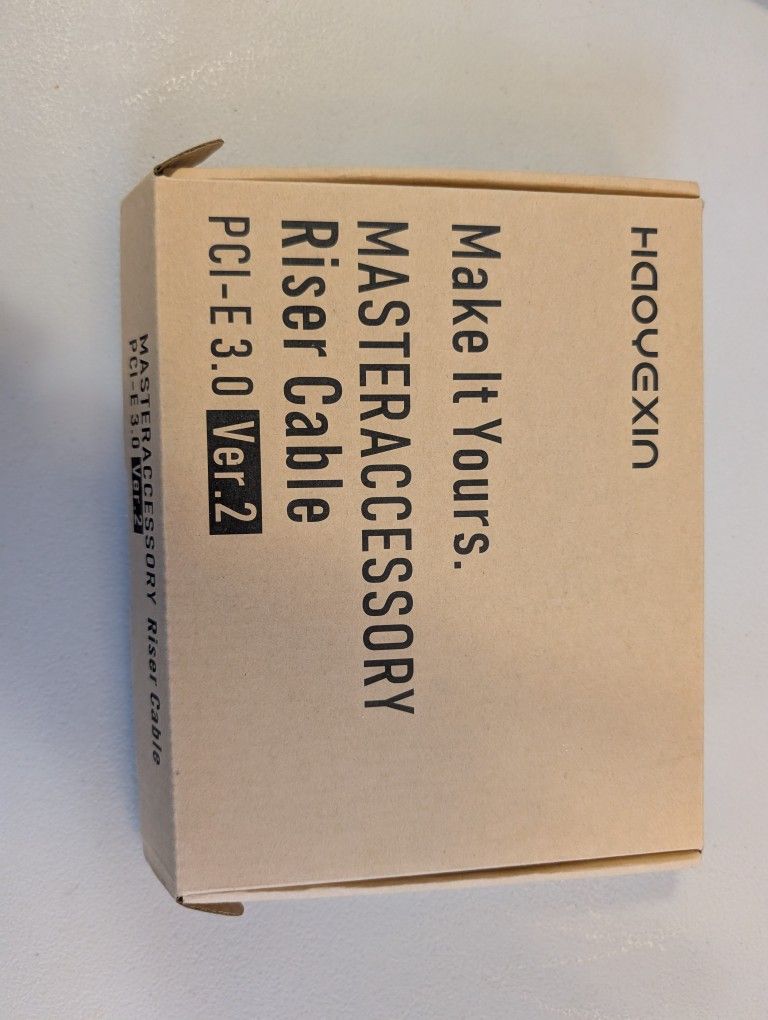 HAOYEXIN
Make It Yours.
MASTERACCESSORY
Riser Cable
PCI-E 3.0 Ver.2
MASTERACCESSORY Riser Cable
PCI-E 3.0 Ver.2